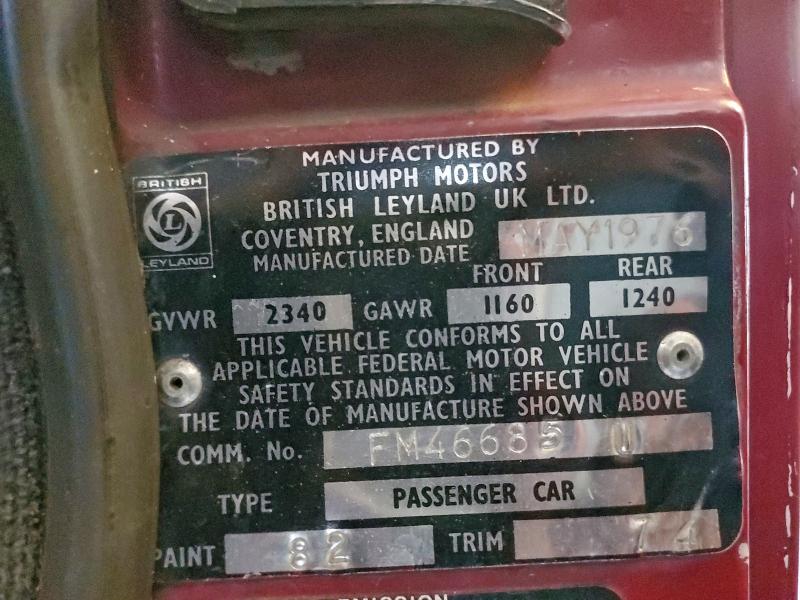 MANUFACTURED BY
TRIUMPH MOTORS
BRITISH LEYLAND UK LTD.
COVENTRY, ENGLAND
BRITISH
L
LEYLAND
MANUFACTURED DATE MAY1976
FRONT REAR
GVWR 2340 GAWR 1160 1240
THIS VEHICLE CONFORMS TO ALL
APPLICABLE FEDERAL MOTOR VEHICLE
SAFETY STANDARDS IN EFFECT ON
THE DATE OF MANUFACTURE SHOWN ABOVE
COMM. No. FM46685 U
TYPE PASSENGER CAR
PAINT 82 TRIM 74
EMISSION